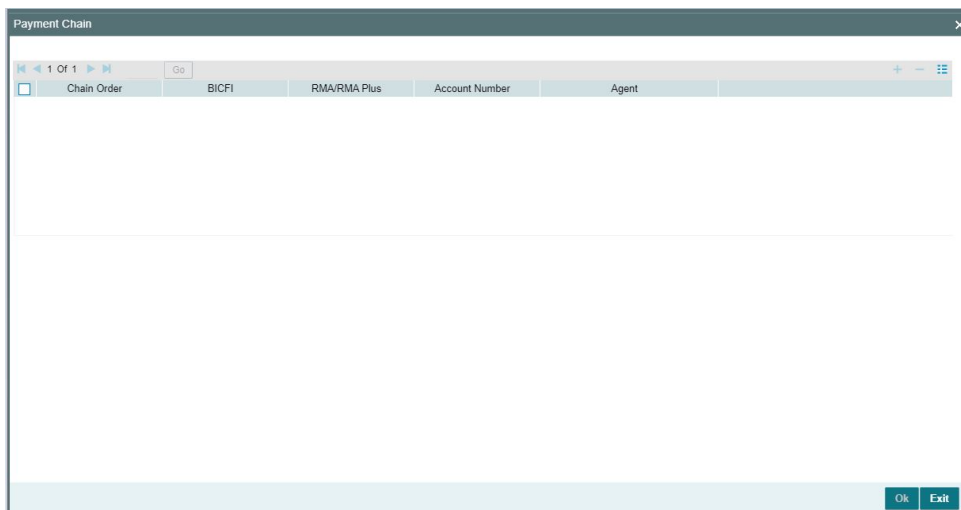 Payment Chain
1 Of 1 Go
Chain Order BICFI RMA/RMA Plus Account Number Agent
Ok Exit